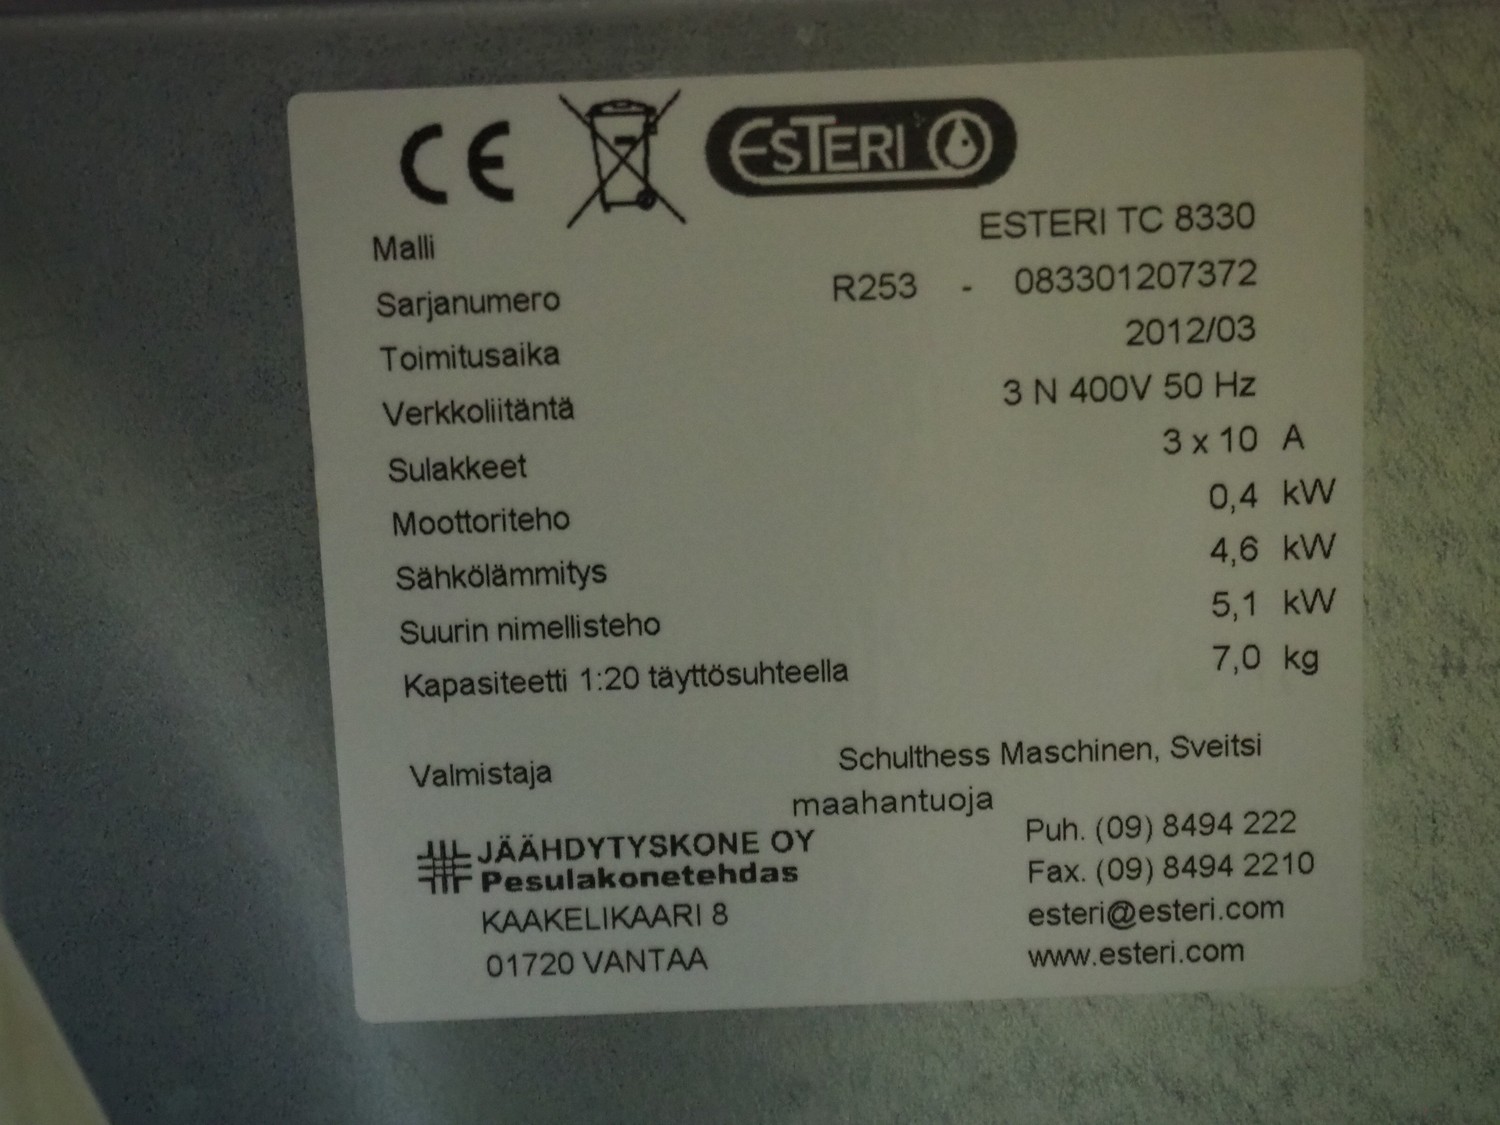 CE ESTERI
Malli ESTERI TC 8330
Sarjanumero R253 - 083301207372
Toimitusaika 2012/03
Verkkoliitäntä 3 N 400V 50 Hz
Sulakkeet 3 x 10 A
Moottoriteho 0,4 kW
Sähkölämmitys 4,6 kW
Suurin nimellisteho 5,1 kW
Kapasiteetti 1:20 täyttösuhteella 7,0 kg
Valmistaja Schulthess Maschinen, Sveitsi
maahantuoja
JÄÄHDYTYSKONE OY Puh. (09) 8494 222
Pesulakonetehdas Fax. (09) 8494 2210
KAAKELIKAARI 8 esteri@esteri.com
01720 VANTAA www.esteri.com